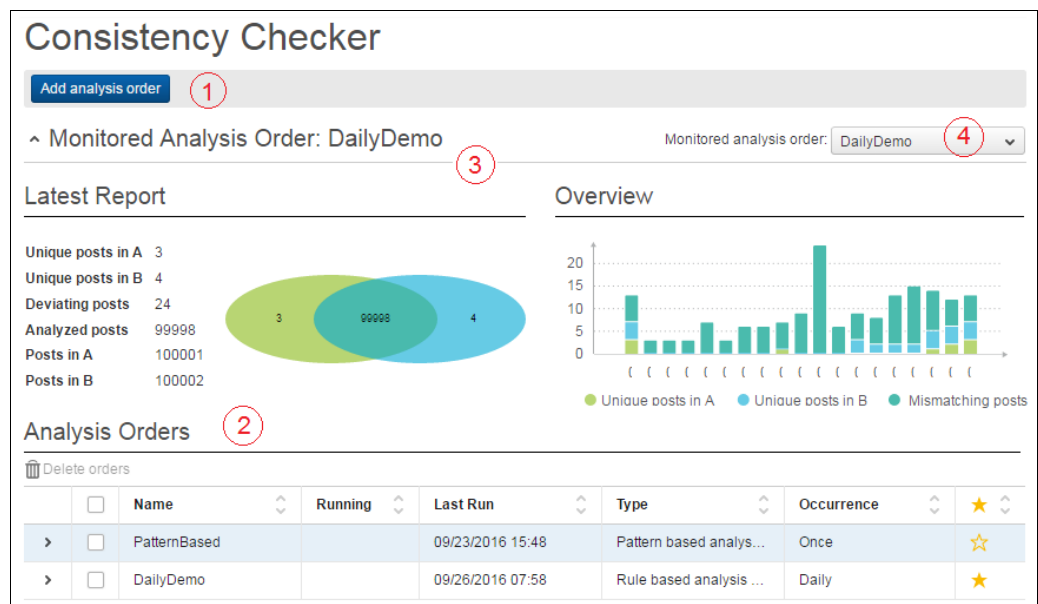 Consistency Checker
Add analysis order 1
Monitored Analysis Order: DailyDemo
Monitored analysis order: DailyDemo 4
3
Latest Report
Unique posts in A 3
Unique posts in B 4
Deviating posts 24
Analyzed posts 99998
Posts in A 100001
Posts in B 100002
3 99998 4
Overview
20
15
10
5
0
( ( ( ( ( ( ( ( ( ( ( ( ( ( ( ( ( ( (
Unique posts in A Unique posts in B Mismatching posts
Analysis Orders 2
Delete orders
Name Running Last Run Type Occurrence
PatternBased 09/23/2016 15:48 Pattern based analys... Once
DailyDemo 09/26/2016 07:58 Rule based analysis ... Daily